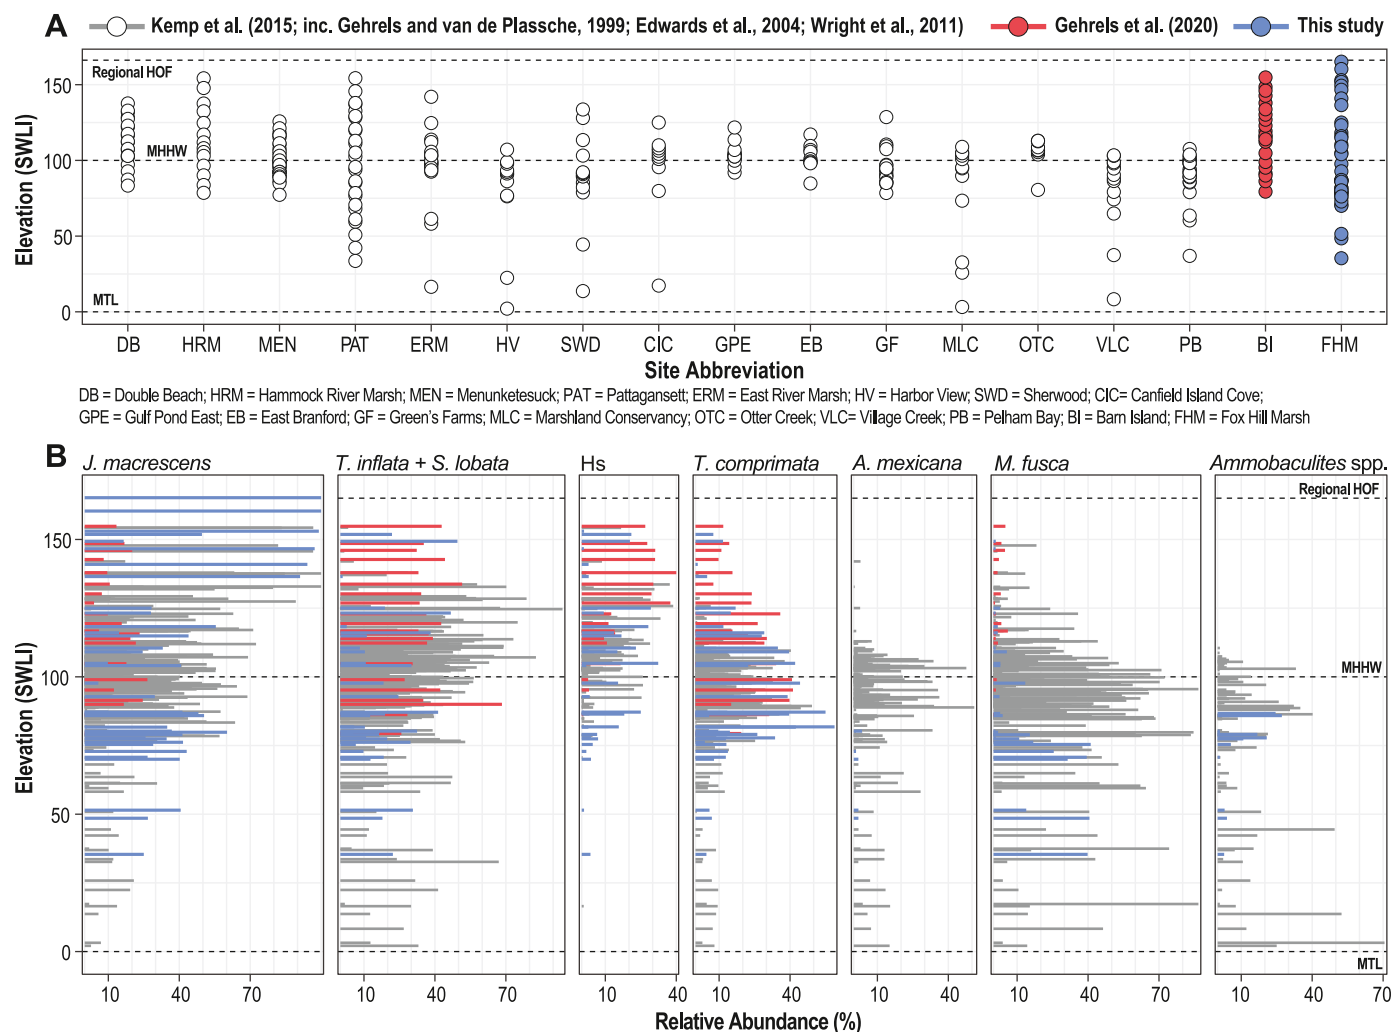 A
Kemp et al. (2015; inc. Gehrels and van de Plassche, 1999; Edwards et al., 2004; Wright et al., 2011) Gehrels et al. (2020) This study
Elevation (SWLI)
150
100
50
0
Regional HOF
MHHW
MTL
DB HRM MEN PAT ERM HV SWD CIC GPE EB GF MLC OTC VLC PB BI FHM
Site Abbreviation
DB = Double Beach; HRM = Hammock River Marsh; MEN = Menunketesuck; PAT = Pattagansett; ERM = East River Marsh; HV = Harbor View; SWD = Sherwood; CIC= Canfield Island Cove;
GPE = Gulf Pond East; EB = East Branford; GF = Green's Farms; MLC = Marshland Conservancy; OTC = Otter Creek; VLC= Village Creek; PB = Pelham Bay; BI = Barn Island; FHM = Fox Hill Marsh
B
J. macrescens T. inflata + S. lobata Hs T. comprimata A. mexicana M. fusca Ammobaculites spp.
Elevation (SWLI)
150
100
50
0
Regional HOF
MHHW
MTL
10 40 10 40 70 10 40 10 40 10 40 10 40 70 10 40 70
Relative Abundance (%)